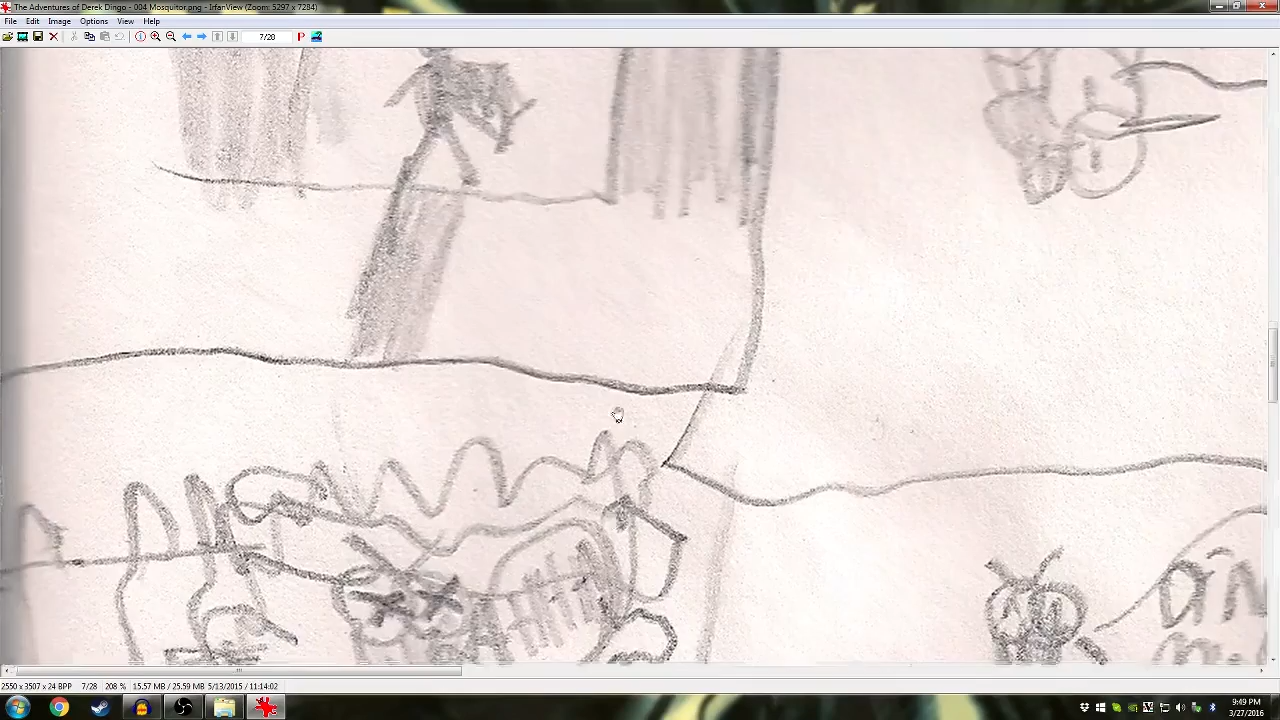 The Adventures of Derek Dingo - 004 Mosquitor.png - IrfanView (Zoom: 5297 x 7284)
File Edit Image Options View Help
7/20
2550 x 3507 x 24 BPP 7/28 208 % 15.57 MB / 25.59 MB 5/13/2015 / 11:14:02
9:49 PM
3/27/2016